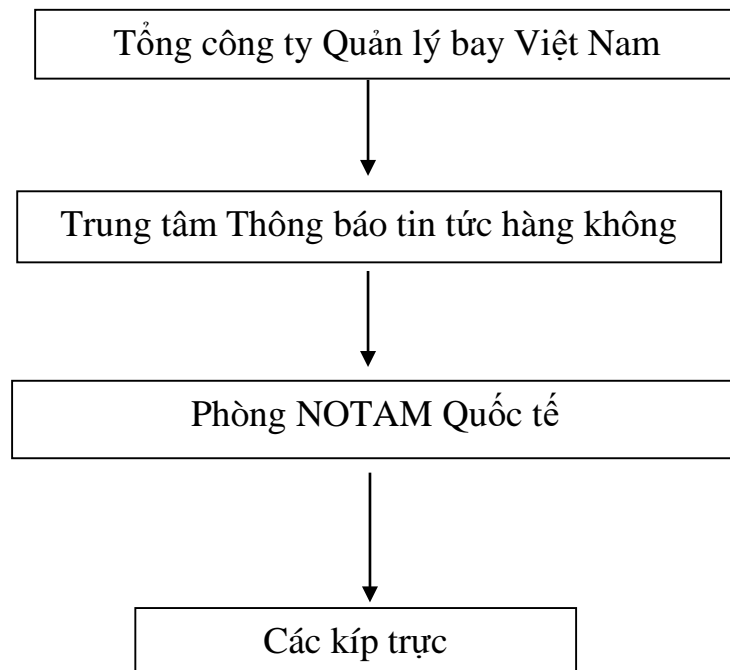 Tổng công ty Quản lý bay Việt Nam
Trung tâm Thông báo tin tức hàng không
Phòng NOTAM Quốc tế
Các kíp trực